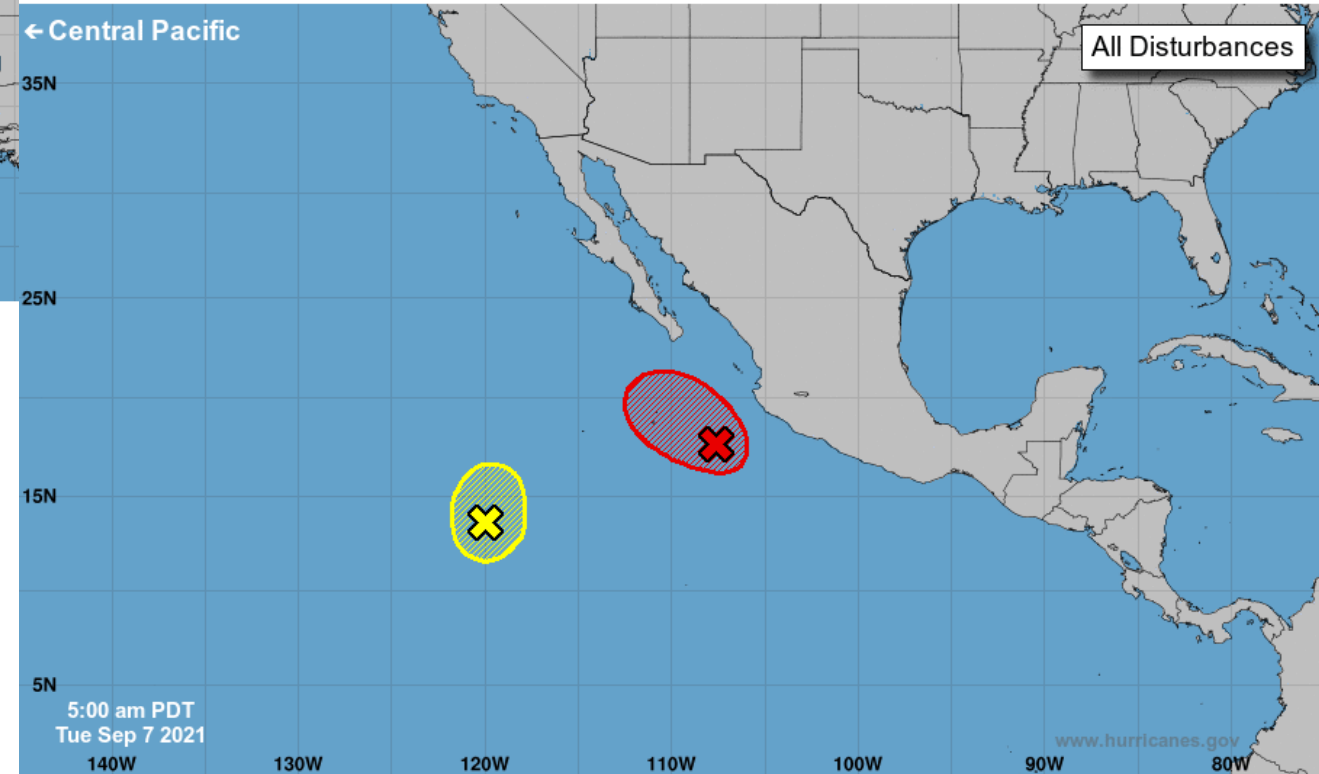 ← Central Pacific
All Disturbances
35N
25N
15N
5N
5:00 am PDT
Tue Sep 7 2021
www.hurricanes.gov
140W 130W 120W 110W 100W 90W 80W